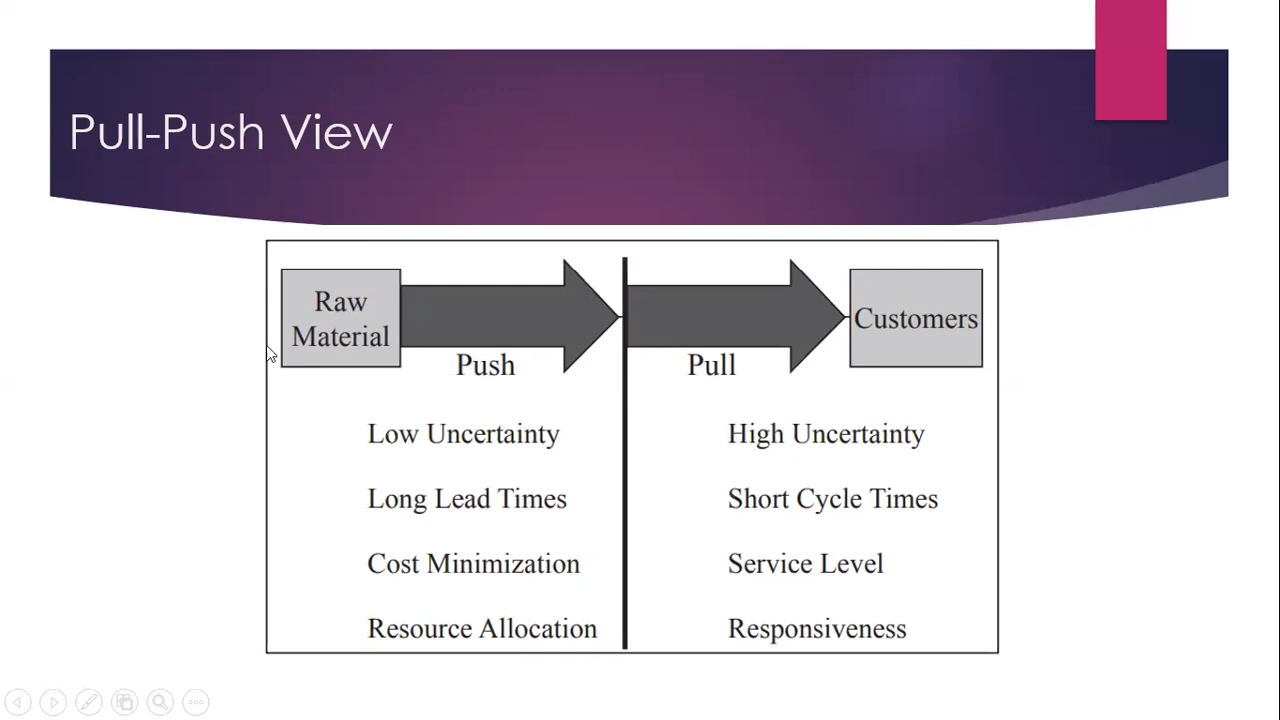 Pull-Push View
Raw
Material
Customers
Push
Pull
Low Uncertainty
High Uncertainty
Long Lead Times
Short Cycle Times
Cost Minimization
Service Level
Resource Allocation
Responsiveness